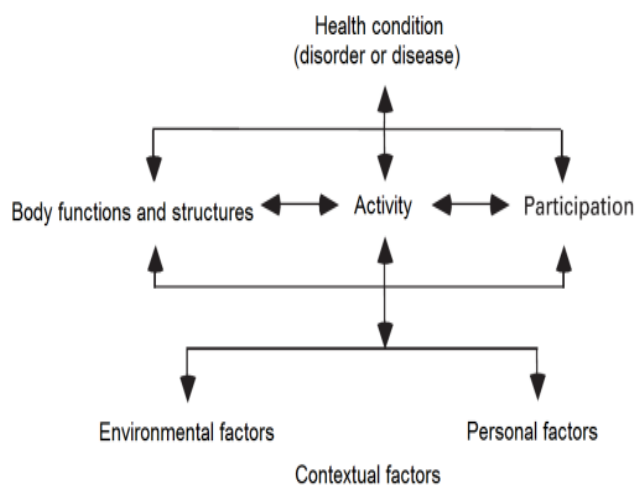 Health condition
(disorder or disease)
Body functions and structures
Activity
Participation
Environmental factors
Personal factors
Contextual factors